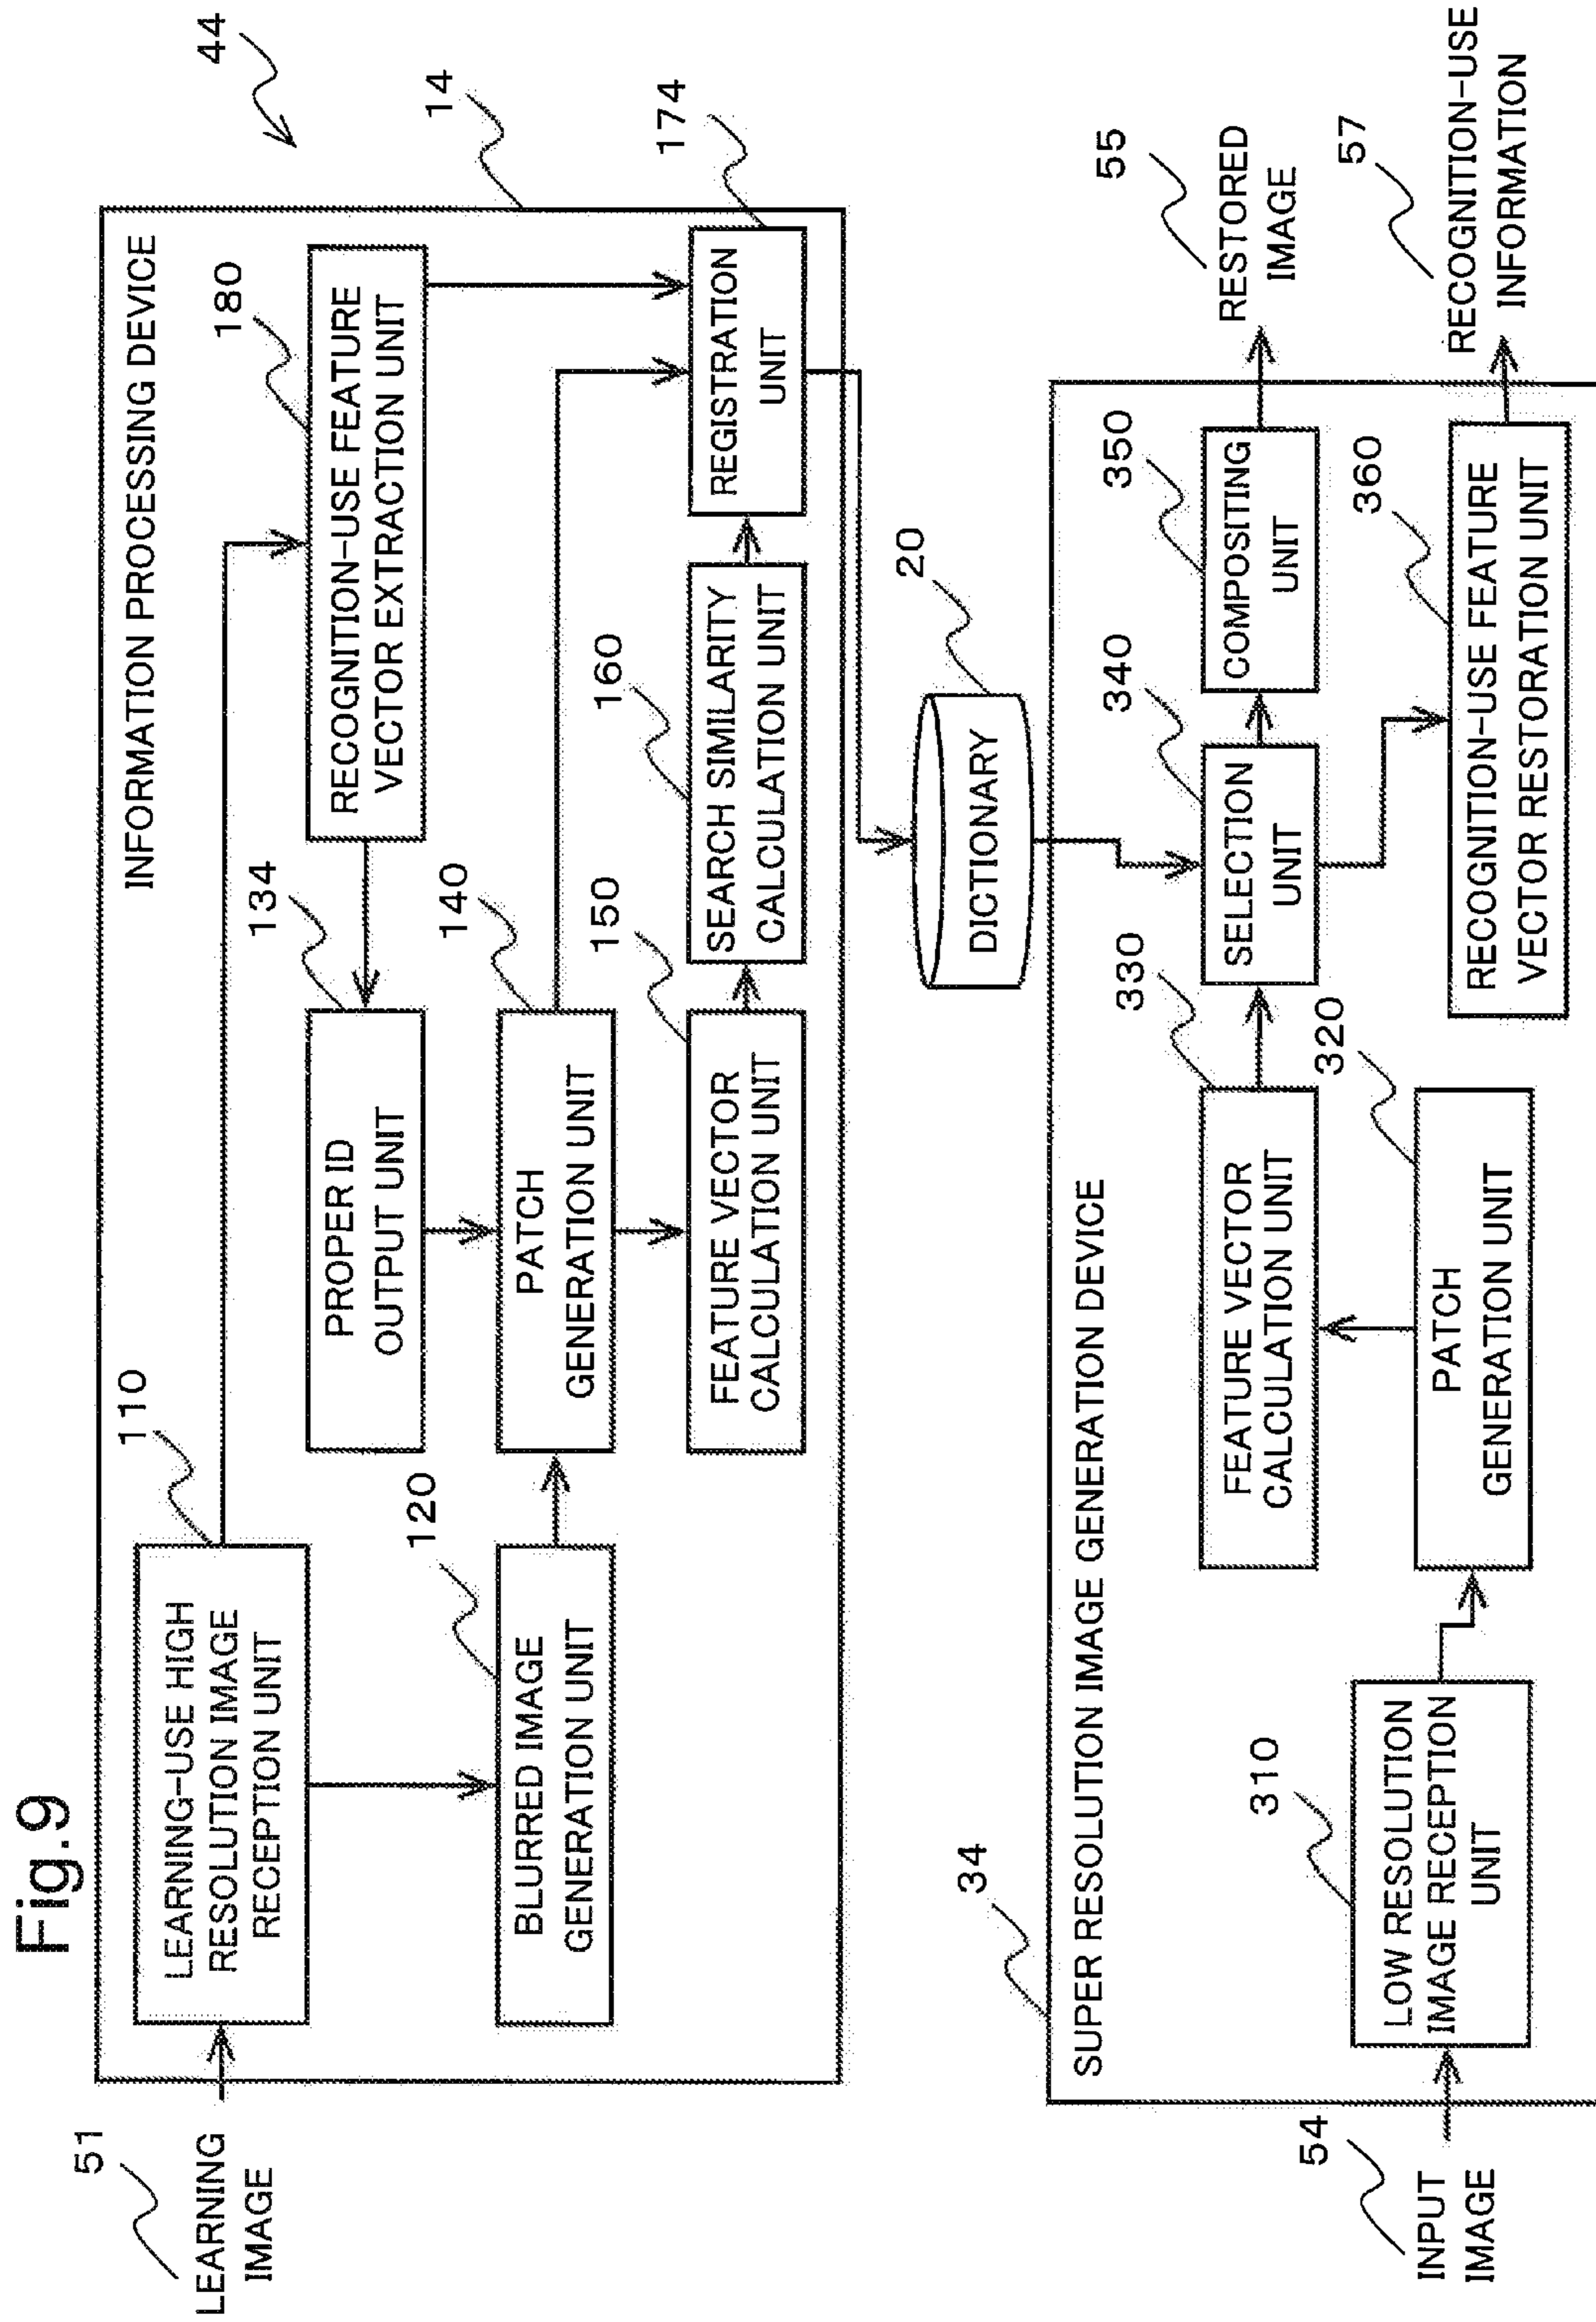 Fig.9
44
51
LEARNING
IMAGE
INFORMATION PROCESSING DEVICE
14
110
LEARNING-USE HIGH
RESOLUTION IMAGE
RECEPTION UNIT
180
RECOGNITION-USE FEATURE
VECTOR EXTRACTION UNIT
134
PROPER ID
OUTPUT UNIT
120
BLURRED IMAGE
GENERATION UNIT
140
PATCH
GENERATION UNIT
150
FEATURE VECTOR
CALCULATION UNIT
160
SEARCH SIMILARITY
CALCULATION UNIT
174
REGISTRATION
UNIT
20
DICTIONARY
34
SUPER RESOLUTION IMAGE GENERATION DEVICE
54
INPUT
IMAGE
310
LOW RESOLUTION
IMAGE RECEPTION
UNIT
320
PATCH
GENERATION UNIT
330
FEATURE VECTOR
CALCULATION UNIT
340
SELECTION
UNIT
350
COMPOSITING
UNIT
360
RECOGNITION-USE FEATURE
VECTOR RESTORATION UNIT
55
RESTORED
IMAGE
57
RECOGNITION-USE
INFORMATION